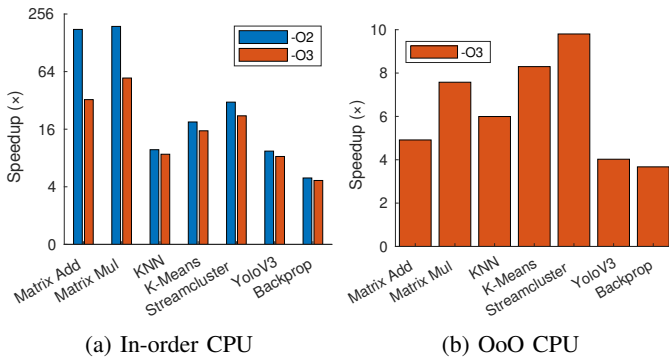 256
64
16
4
0
Speedup (×)
-O2
-O3
Matrix Add
Matrix Mul
KNN
K-Means
Streamcluster
YoloV3
Backprop
(a) In-order CPU
10
8
6
4
2
0
Speedup (×)
-O3
Matrix Add
Matrix Mul
KNN
K-Means
Streamcluster
YoloV3
Backprop
(b) OoO CPU